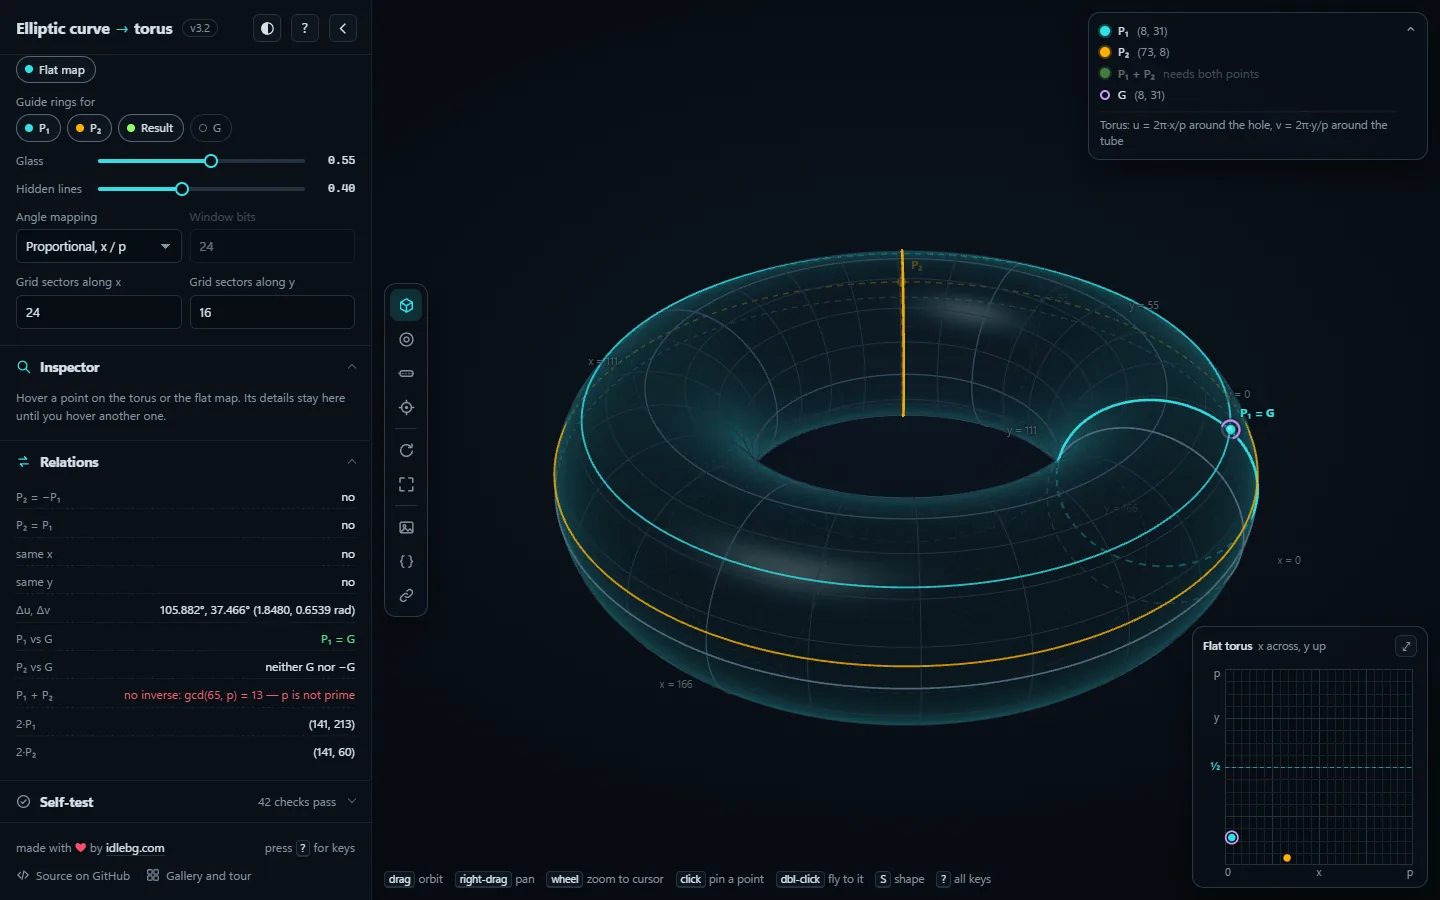 Elliptic curve → torus v3.2 ?
Flat map
Guide rings for
P₁ P₂ Result G
Glass 0.55
Hidden lines 0.40
Angle mapping Window bits
Proportional, x / p 24
Grid sectors along x Grid sectors along y
24 16
Inspector
Hover a point on the torus or the flat map. Its details stay here
until you hover another one.
Relations
P₂ = −P₁ no
P₂ = P₁ no
same x no
same y no
Δu, Δv 105.882°, 37.466° (1.8480, 0.6539 rad)
P₁ vs G P₁ = G
P₂ vs G neither G nor −G
P₁ + P₂ no inverse: gcd(65, p) = 13 — p is not prime
2·P₁ (141, 213)
2·P₂ (141, 60)
Self-test 42 checks pass
made with ❤ by idlebg.com press ? for keys
Source on GitHub Gallery and tour
P₁ (8, 31)
P₂ (73, 8)
P₁ + P₂ needs both points
G (8, 31)
Torus: u = 2π·x/p around the hole, v = 2π·y/p around the
tube
P₂
y = 55
x = 111
y = 0
P₁ = G
y = 111
y = 166
x = 0
x = 166
Flat torus x across, y up
p
y
½
0 x p
drag orbit right-drag pan wheel zoom to cursor click pin a point dbl-click fly to it S shape ? all keys